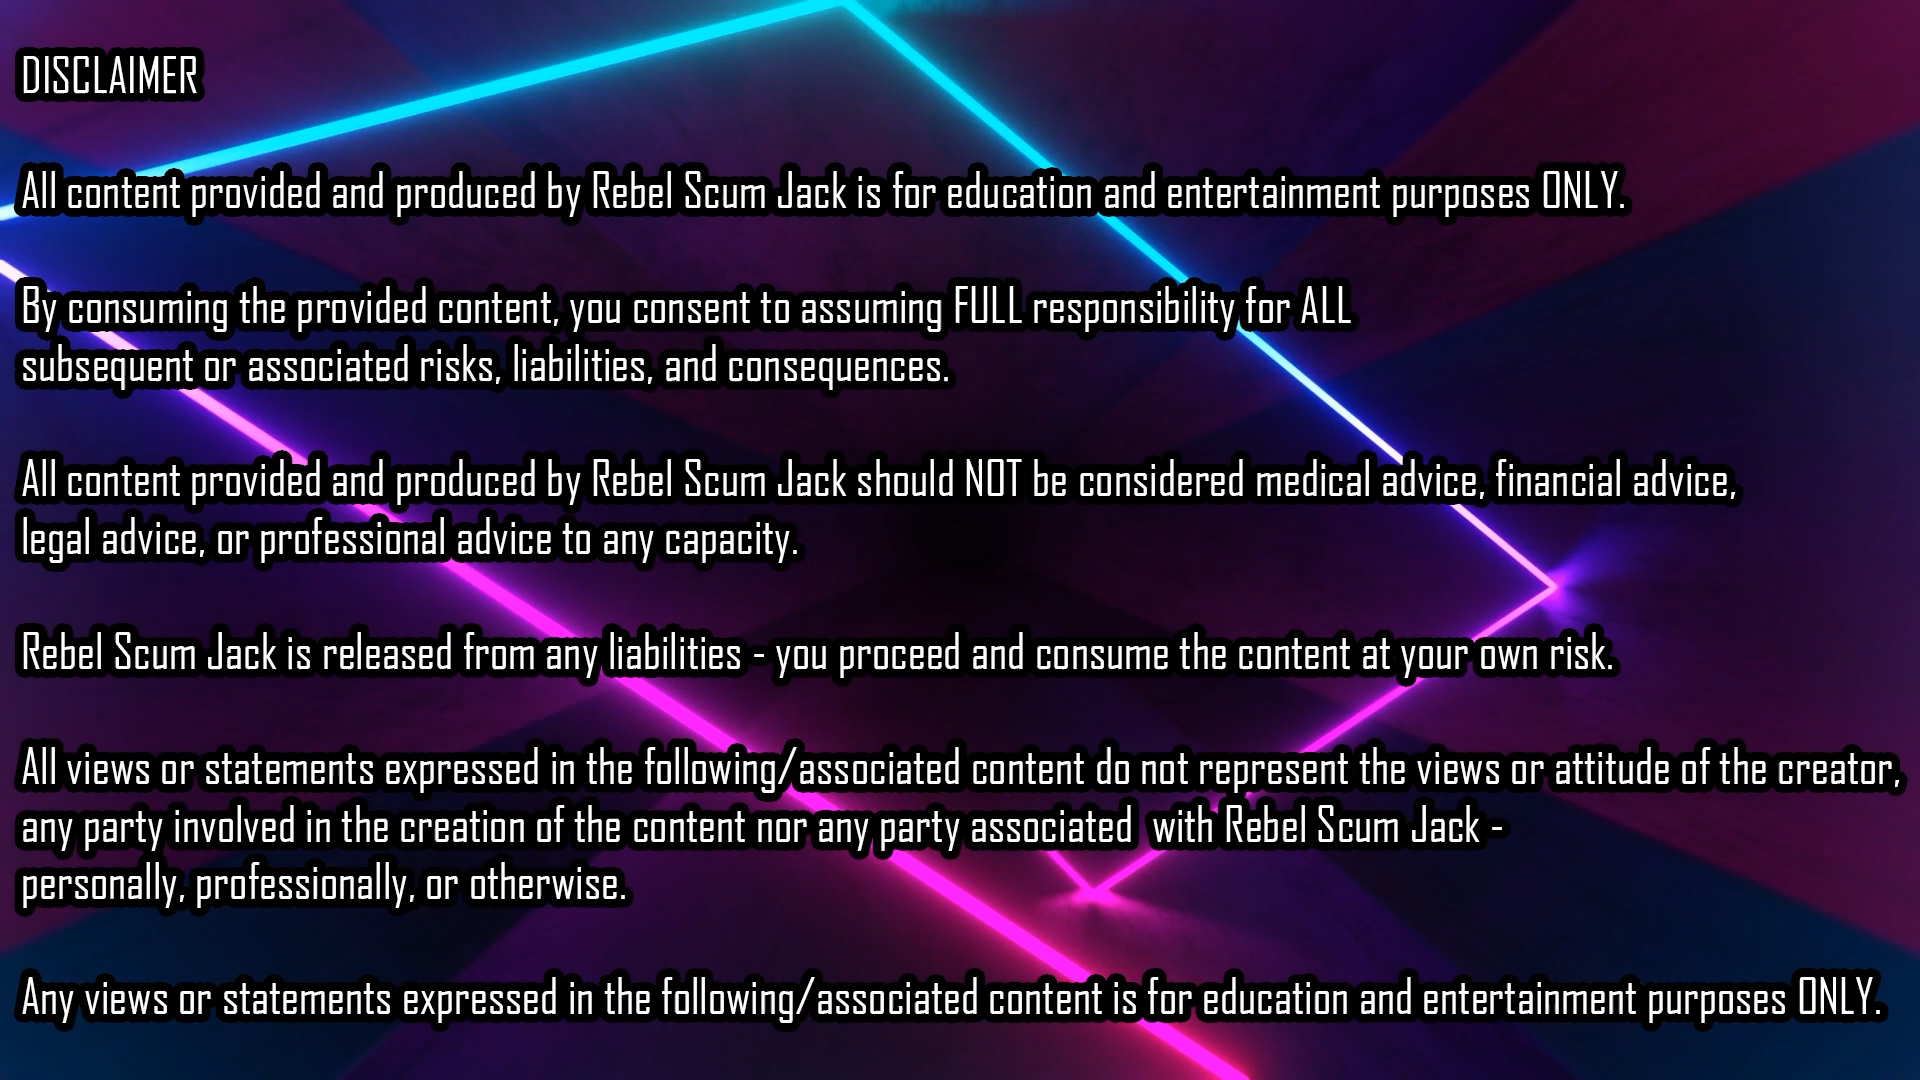 DISCLAIMER
All content provided and produced by Rebel Scum Jack is for education and entertainment purposes ONLY.
By consuming the provided content, you consent to assuming FULL responsibility for ALL
subsequent or associated risks, liabilities, and consequences.
All content provided and produced by Rebel Scum Jack should NOT be considered medical advice, financial advice,
legal advice, or professional advice to any capacity.
Rebel Scum Jack is released from any liabilities - you proceed and consume the content at your own risk.
All views or statements expressed in the following/associated content do not represent the views or attitude of the creator,
any party involved in the creation of the content nor any party associated  with Rebel Scum Jack -
personally, professionally, or otherwise.
Any views or statements expressed in the following/associated content is for education and entertainment purposes ONLY.